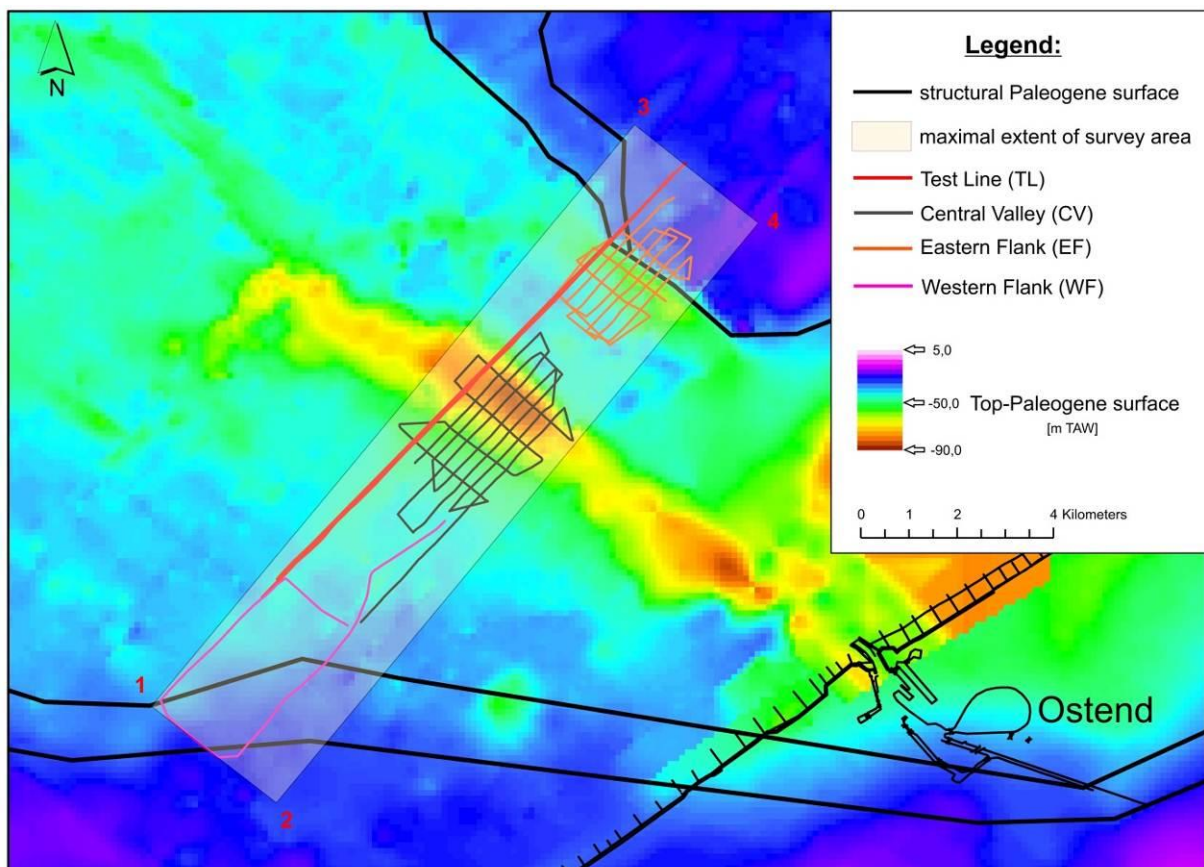 N
3
4
1
2
Ostend
Legend:
structural Paleogene surface
maximal extent of survey area
Test Line (TL)
Central Valley (CV)
Eastern Flank (EF)
Western Flank (WF)
5,0
-50,0
Top-Paleogene surface
[m TAW]
-90,0
0 1 2 4 Kilometers